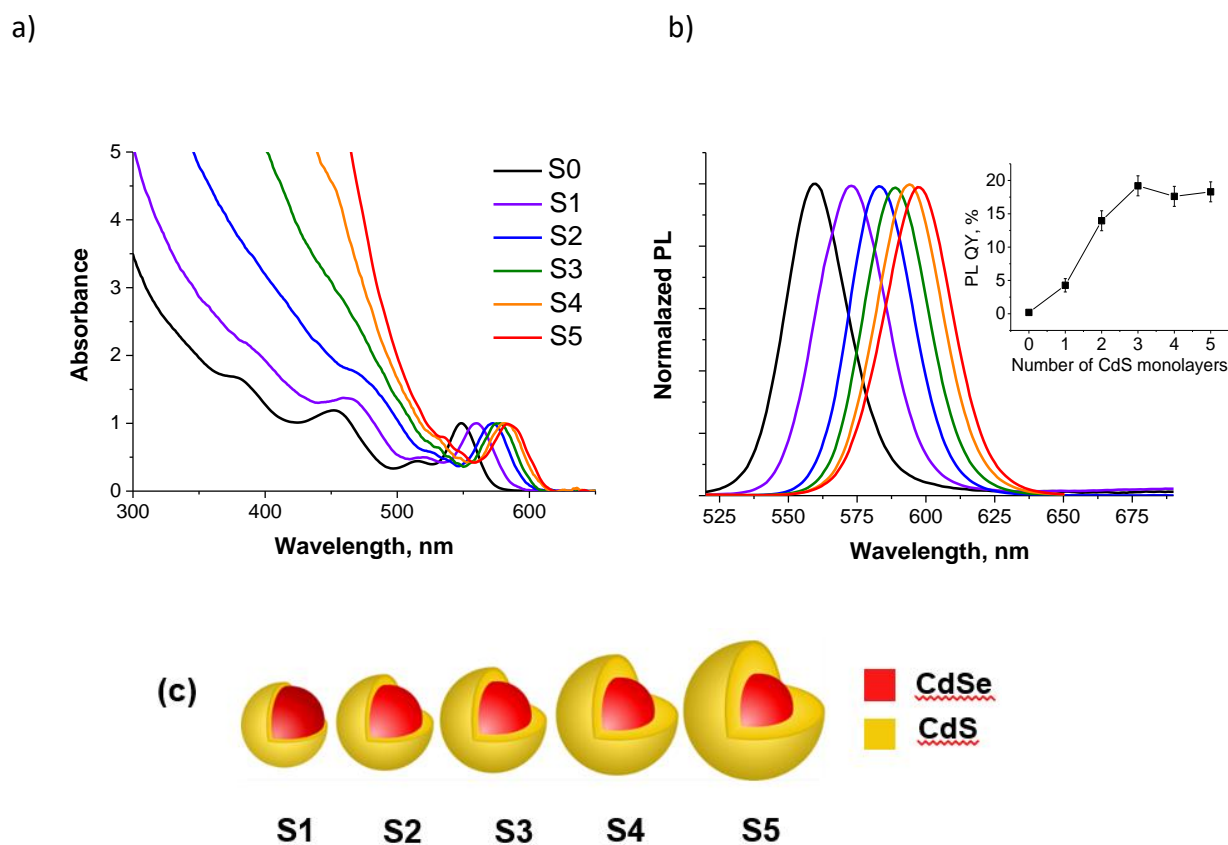 a)
b)
5
4
3
2
1
0
Absorbance
300
400
500
600
Wavelength, nm
S0
S1
S2
S3
S4
S5
Normalazed PL
525
550
575
600
625
650
675
Wavelength, nm
20
15
10
5
0
PL QY, %
0 1 2 3 4 5
Number of CdS monolayers
(c)
CdSe
CdS
S1 S2 S3 S4 S5